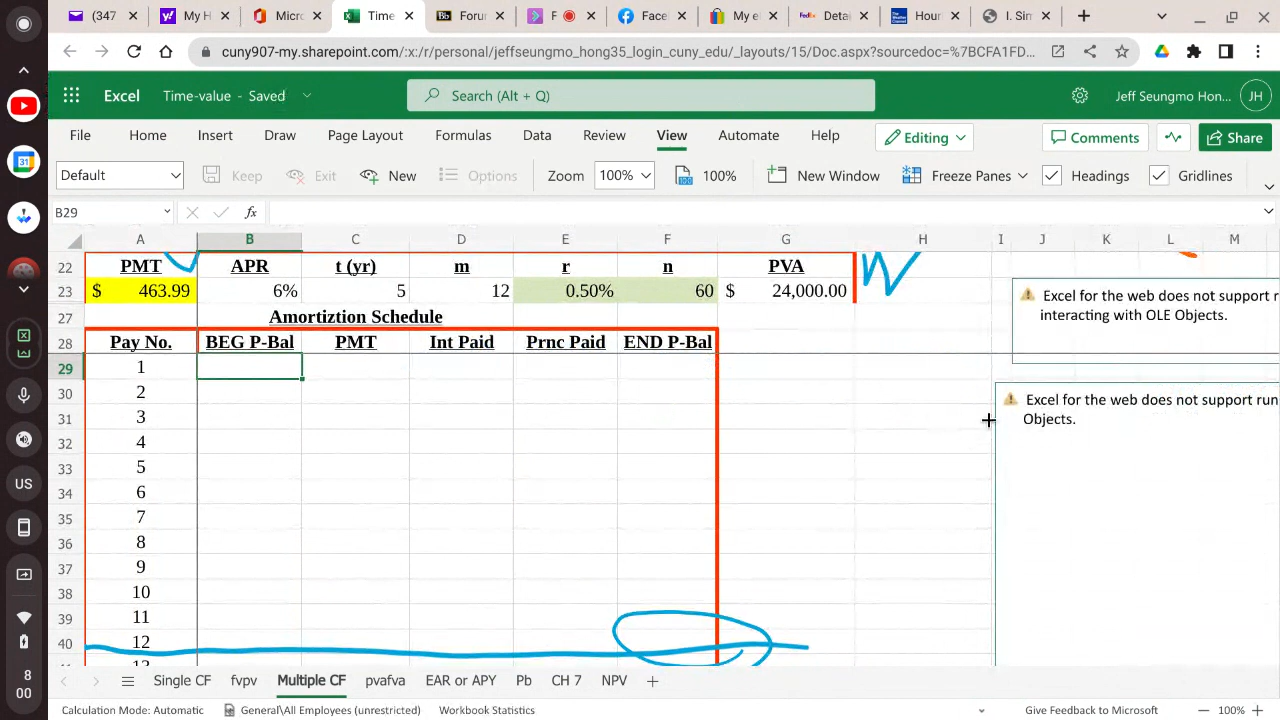 (347 My H Micros Time Foru F Facel My e Deta Hour I. Sir
cuny907-my.sharepoint.com/:x:/r/personal/jeffseungmo_hong35_login_cuny_edu/_layouts/15/Doc.aspx?sourcedoc=%7BCFA1FD...
Excel Time-value - Saved Search (Alt + Q) Jeff Seungmo Hon... JH
File Home Insert Draw Page Layout Formulas Data Review View Automate Help Editing Comments Share
Default Keep Exit New Options Zoom 100% 100% New Window Freeze Panes Headings Gridlines
B29 fx
A B C D E F G H I J K L M
22 PMT APR t (yr) m r n PVA
23 $ 463.99 6% 5 12 0.50% 60 $ 24,000.00
27 Amortiztion Schedule
28 Pay No. BEG P-Bal PMT Int Paid Prnc Paid END P-Bal
29 1
30 2
31 3
32 4
33 5
34 6
35 7
36 8
37 9
38 10
39 11
40 12
Excel for the web does not support r
interacting with OLE Objects.
Excel for the web does not support run
Objects.
Single CF fvpv Multiple CF pvafva EAR or APY Pb CH 7 NPV
Calculation Mode: Automatic General\All Employees (unrestricted) Workbook Statistics Give Feedback to Microsoft 100%
31
US
8
00